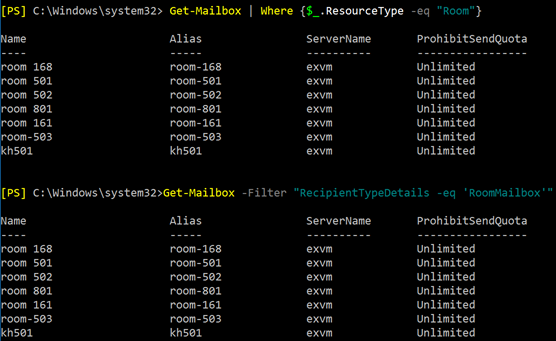 [PS] C:\Windows\system32> Get-Mailbox | Where {$_.ResourceType -eq "Room"}
Name Alias ServerName ProhibitSendQuota
---- ----- ---------- -----------------
room 168 room-168 exvm Unlimited
room 501 room-501 exvm Unlimited
room 502 room-502 exvm Unlimited
room 801 room-801 exvm Unlimited
room 161 room-161 exvm Unlimited
room-503 room-503 exvm Unlimited
kh501 kh501 exvm Unlimited
[PS] C:\Windows\system32>Get-Mailbox -Filter "RecipientTypeDetails -eq 'RoomMailbox'"
Name Alias ServerName ProhibitSendQuota
---- ----- ---------- -----------------
room 168 room-168 exvm Unlimited
room 501 room-501 exvm Unlimited
room 502 room-502 exvm Unlimited
room 801 room-801 exvm Unlimited
room 161 room-161 exvm Unlimited
room-503 room-503 exvm Unlimited
kh501 kh501 exvm Unlimited